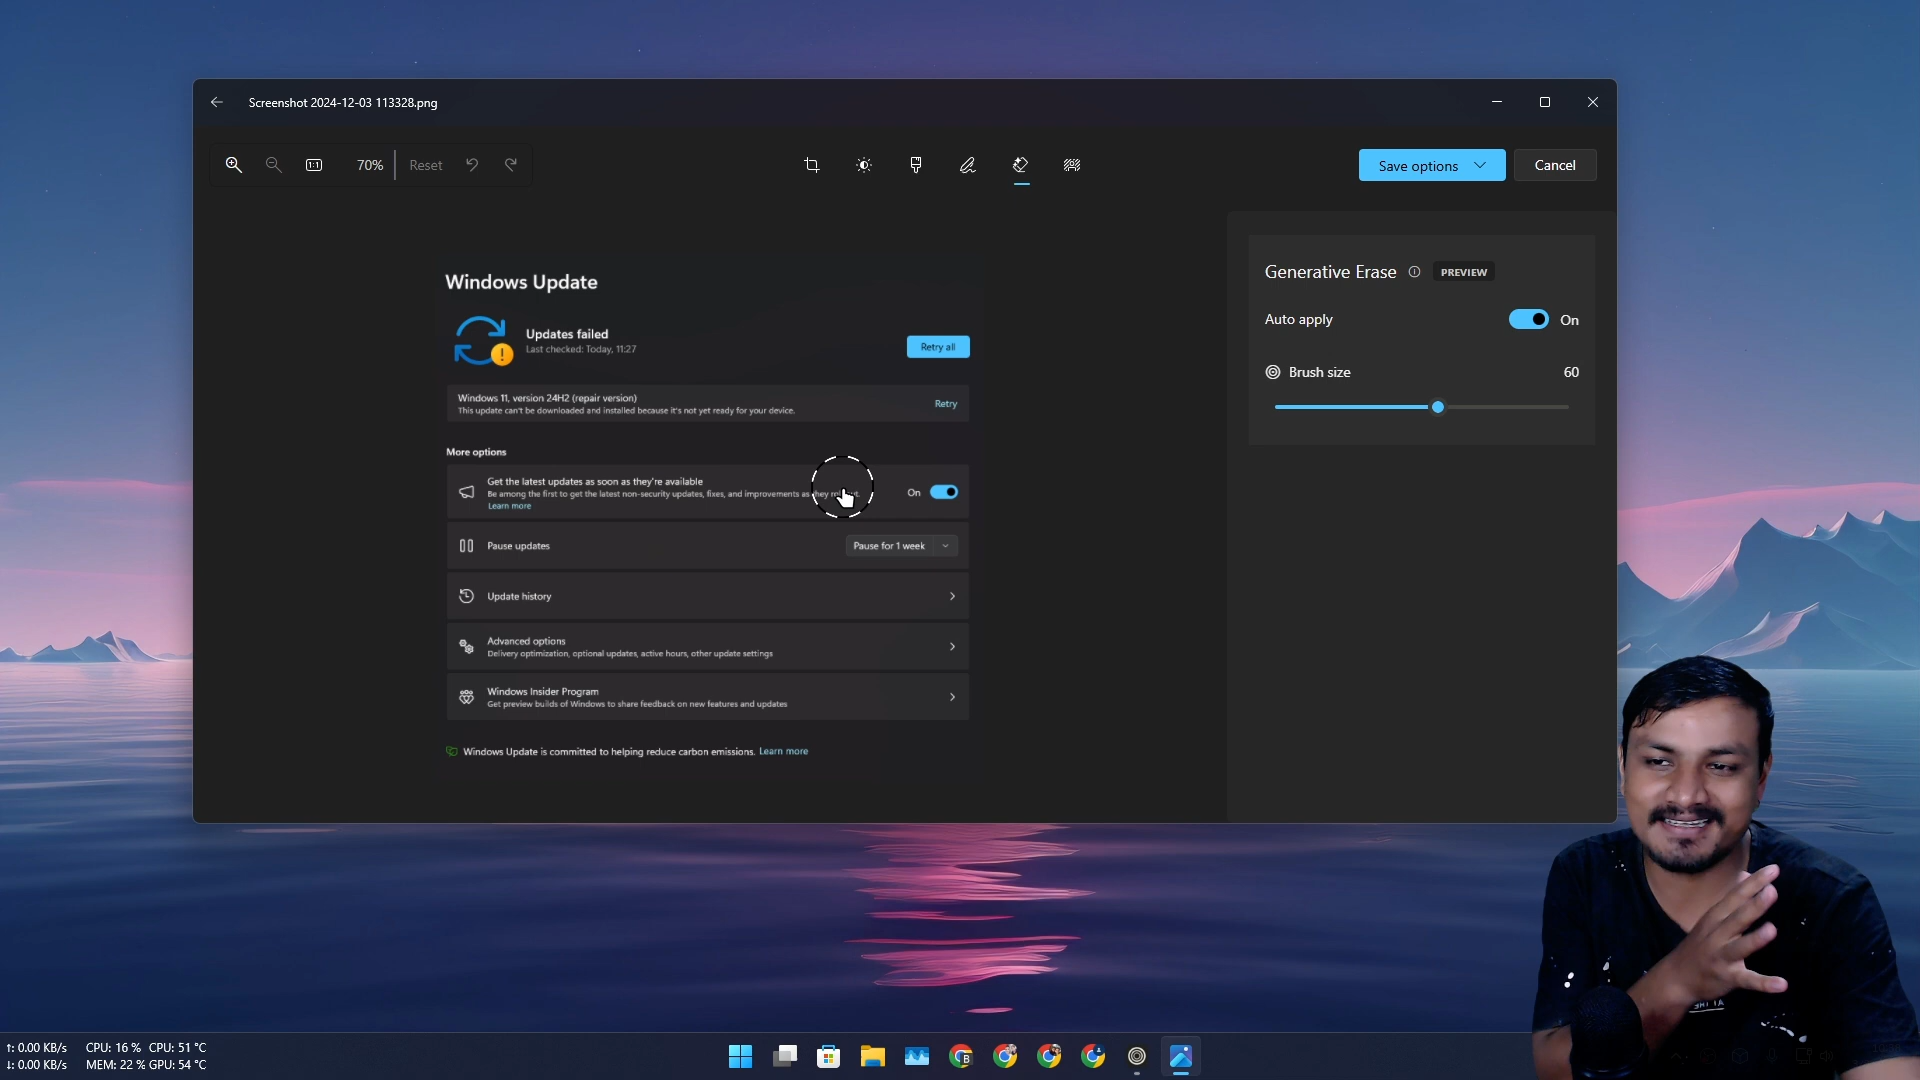 Screenshot 2024-12-03 113328.png
70%
Reset
Save options
Cancel
Windows Update
Updates failed
Last checked: Today, 11:27
Retry all
Windows 11, version 24H2 (repair version)
This update can't be downloaded and installed because it's not yet ready for your device.
Retry
More options
Get the latest updates as soon as they're available
Be among the first to get the latest non-security updates, fixes, and improvements as they
On
Learn more
Pause updates
Pause for 1 week
Update history
Advanced options
Delivery optimization, optional updates, active hours, other update settings
Windows Insider Program
Get preview builds of Windows to share feedback on new features and updates
Windows Update is committed to helping reduce carbon emissions. Learn more
Generative Erase
PREVIEW
Auto apply
On
Brush size
60
↑: 0.00 KB/s CPU: 16 % CPU: 51 °C
↓: 0.00 KB/s MEM: 22 % GPU: 54 °C